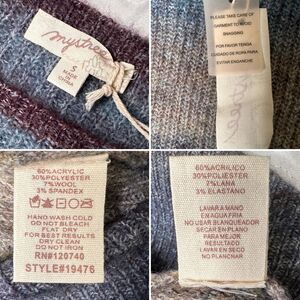 mystree
S
MADE IN
CHINA
PLEASE TAKE CARE OF
GARMENT TO AVOID
SNAGGING
POR FAVOR TENDA
CUIDADO DE ROPA PARA
EVITAR ENGANCHE
60%ACRYLIC
30%POLYESTER
7%WOOL
3% SPANDEX
HAND WASH COLD
DO NOT BLEACH
FLAT DRY
FOR BEST RESULTS
DRY CLEAN
DO NOT IRON
RN#120740
STYLE#19476
60%ACRILICO
30%POLIESTER
7%LANA
3% ELASTANO
LAVAR A MANO
EN AGUA FRIA
NO USAR BLANQUEADOR
SECAR EN PLANO
PARA MEJOR
RESULTADO
LAVAR EN SECO
NO PLANCHAR